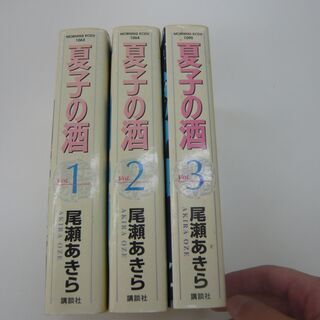 MORNING KCDX
1063
夏子の酒
Vol.
1
尾瀬あきら
AKIRA OZE
講談社
MORNING KCDX
1064
夏子の酒
Vol.
2
尾瀬あきら
AKIRA OZE
講談社
MORNING KCDX
夏子の酒
Vol.
3
尾瀬あきら
AKIRA OZE
講談社